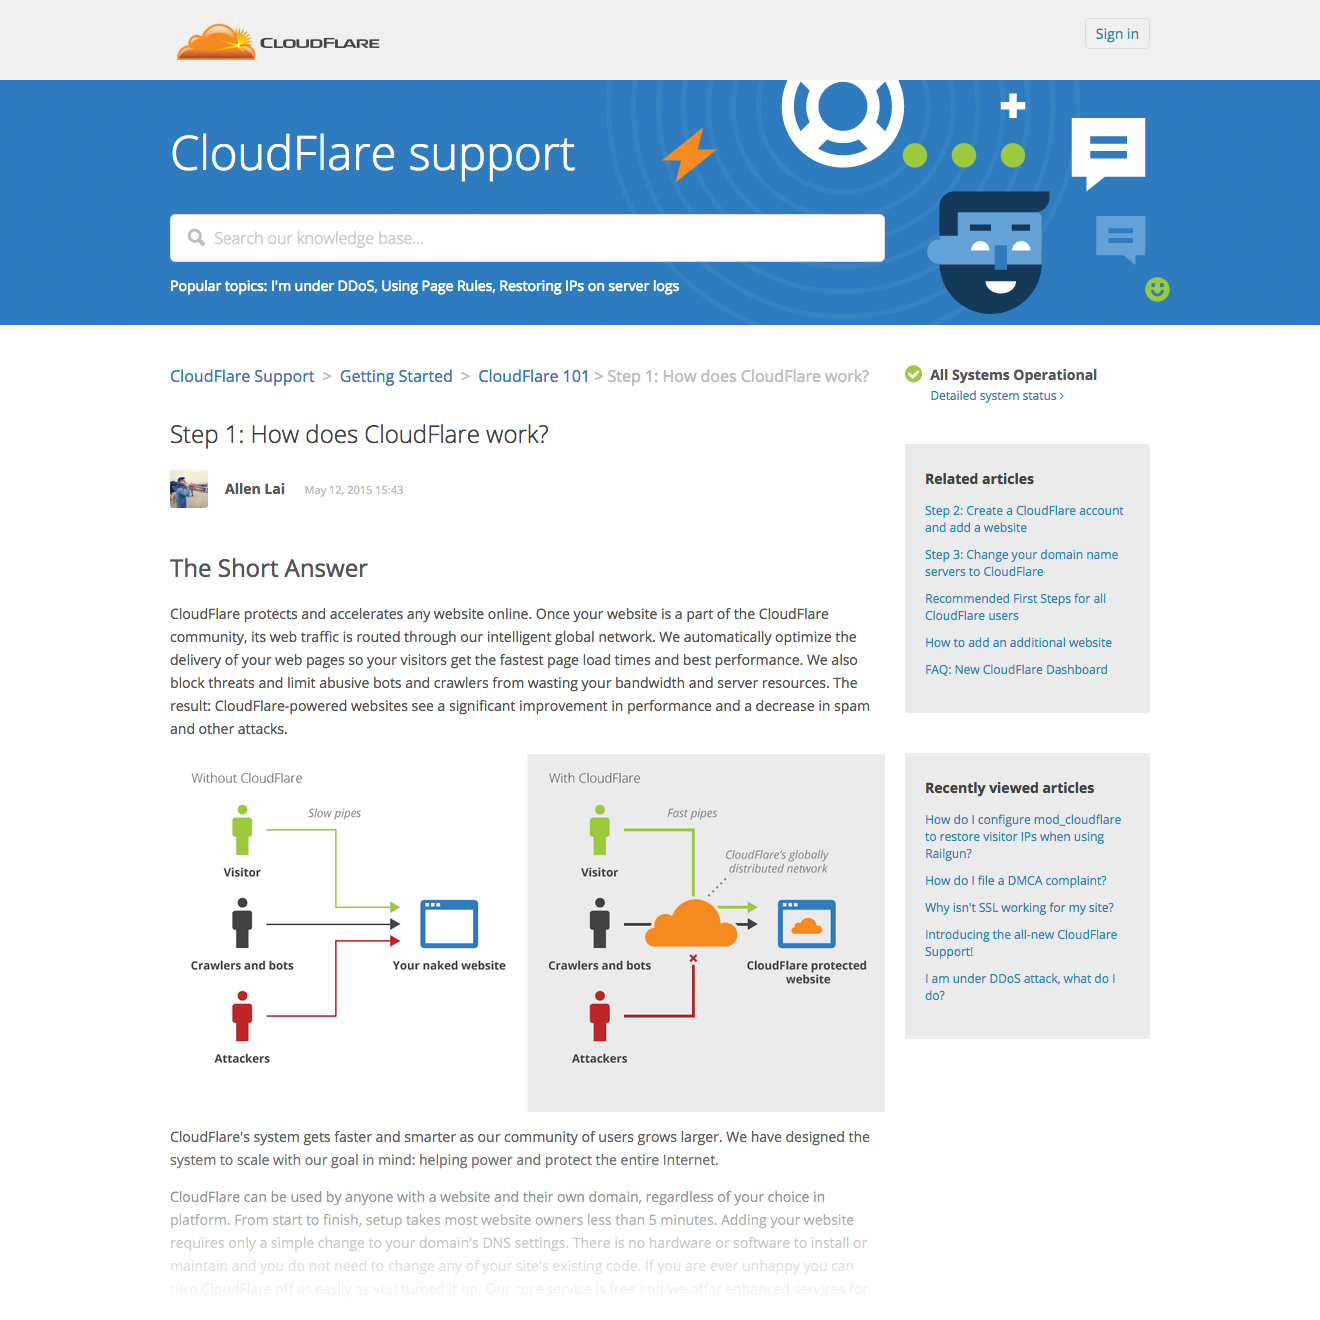 CLOUDFLARE
Sign in
CloudFlare support
Search our knowledge base...
Popular topics: I'm under DDoS, Using Page Rules, Restoring IPs on server logs
CloudFlare Support > Getting Started > CloudFlare 101 > Step 1: How does CloudFlare work?
Step 1: How does CloudFlare work?
Allen Lai May 12, 2015 15:43
The Short Answer
CloudFlare protects and accelerates any website online. Once your website is a part of the CloudFlare
community, its web traffic is routed through our intelligent global network. We automatically optimize the
delivery of your web pages so your visitors get the fastest page load times and best performance. We also
block threats and limit abusive bots and crawlers from wasting your bandwidth and server resources. The
result: CloudFlare-powered websites see a significant improvement in performance and a decrease in spam
and other attacks.
Without CloudFlare
Slow pipes
Visitor
Crawlers and bots
Your naked website
Attackers
With CloudFlare
Fast pipes
CloudFlare's globally
distributed network
Visitor
Crawlers and bots
CloudFlare protected
website
Attackers
CloudFlare's system gets faster and smarter as our community of users grows larger. We have designed the
system to scale with our goal in mind: helping power and protect the entire Internet.
CloudFlare can be used by anyone with a website and their own domain, regardless of your choice in
platform. From start to finish, setup takes most website owners less than 5 minutes. Adding your website
requires only a simple change to your domain's DNS settings. There is no hardware or software to install or
maintain and you do not need to change any of your site's existing code. If you are ever unhappy you can
turn CloudFlare off as easily as you turned it on. Our core service is free and we offer enhanced services for
All Systems Operational
Detailed system status ›
Related articles
Step 2: Create a CloudFlare account
and add a website
Step 3: Change your domain name
servers to CloudFlare
Recommended First Steps for all
CloudFlare users
How to add an additional website
FAQ: New CloudFlare Dashboard
Recently viewed articles
How do I configure mod_cloudflare
to restore visitor IPs when using
Railgun?
How do I file a DMCA complaint?
Why isn't SSL working for my site?
Introducing the all-new CloudFlare
Support!
I am under DDoS attack, what do I
do?